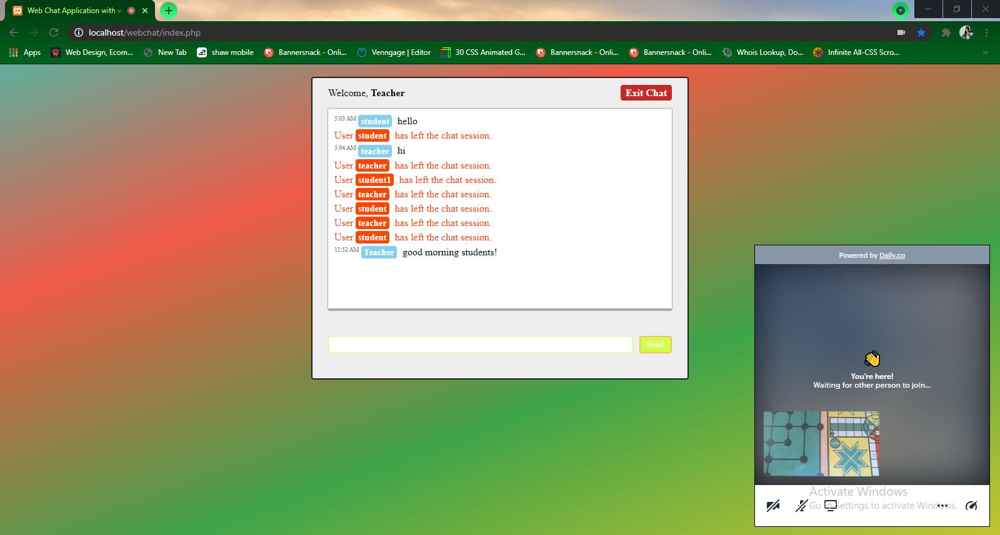 Web Chat Application with w
localhost/webchat/index.php
Apps Web Design, Ecom... New Tab shaw mobile Bannersnack - Onli... Venngage | Editor 30 CSS Animated G... Bannersnack - Onli... Bannersnack - Onli... Whois Lookup, Do... Infinite All-CSS Scro... »
Welcome, Teacher Exit Chat
5:03 AM student hello
User student has left the chat session.
5:04 AM teacher hi
User teacher has left the chat session.
User student1 has left the chat session.
User teacher has left the chat session.
User student has left the chat session.
User teacher has left the chat session.
User student has left the chat session.
11:52 AM Teacher good morning students!
Send
Powered by Daily.co
You're here!
Waiting for other person to join...
Activate Windows
Go to Settings to activate Windows.